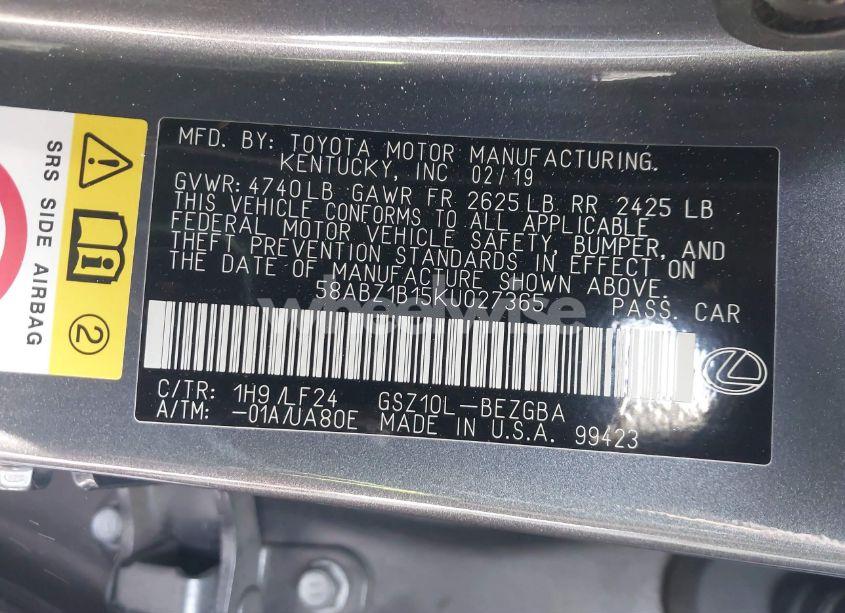 SRS SIDE AIRBAG
2
MFD. BY: TOYOTA MOTOR MANUFACTURING.
KENTUCKY, INC 02/19
GVWR: 4740LB GAWR FR 2625 LB RR 2425 LB
THIS VEHICLE CONFORMS TO ALL APPLICABLE
FEDERAL MOTOR VEHICLE SAFETY, BUMPER, AND
THEFT PREVENTION STANDARDS IN EFFECT ON
THE DATE OF MANUFACTURE SHOWN ABOVE.
58ABZ1B15KU027365 PASS. CAR
wheelwise
C/TR: 1H9/LF24 GSZ10L-BEZGBA
A/TM: -01A/UA80E MADE IN U.S.A. 99423